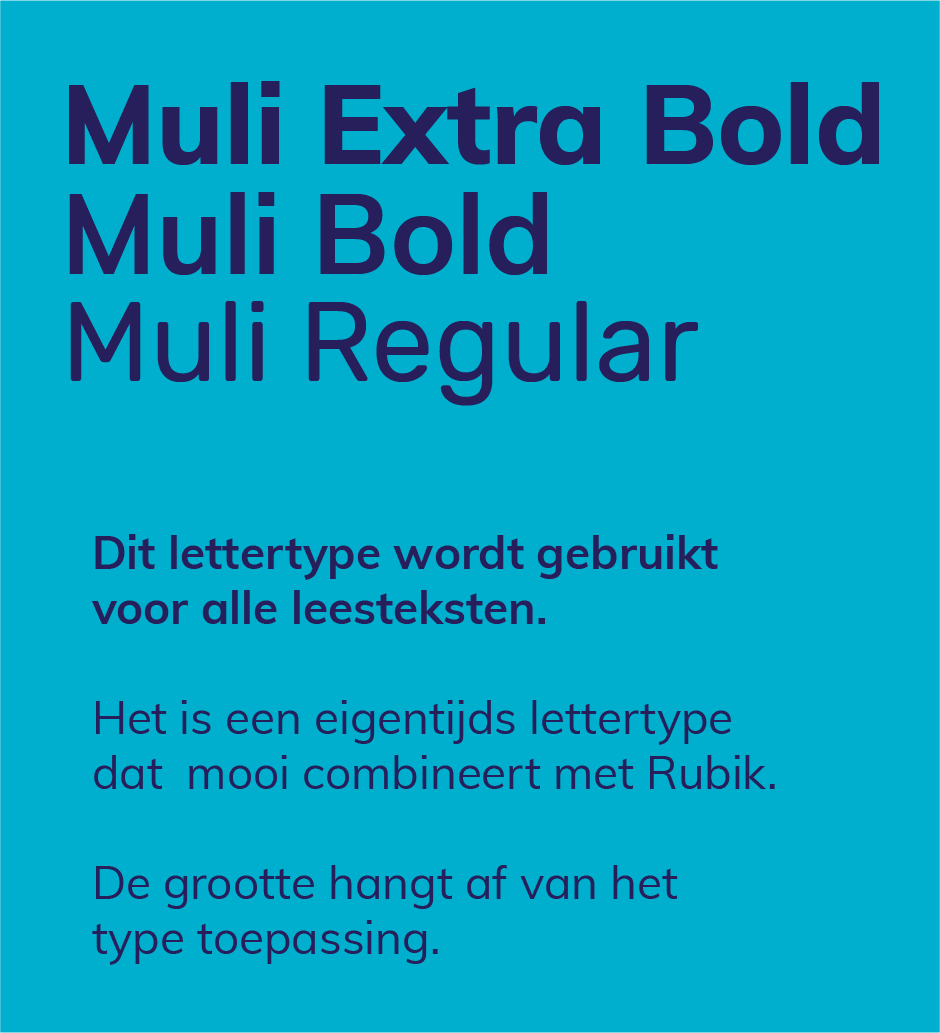 Muli Extra Bold
Muli Bold
Muli Regular
Dit lettertype wordt gebruikt
voor alle leesteksten.
Het is een eigentijds lettertype
dat  mooi combineert met Rubik.
De grootte hangt af van het
type toepassing.